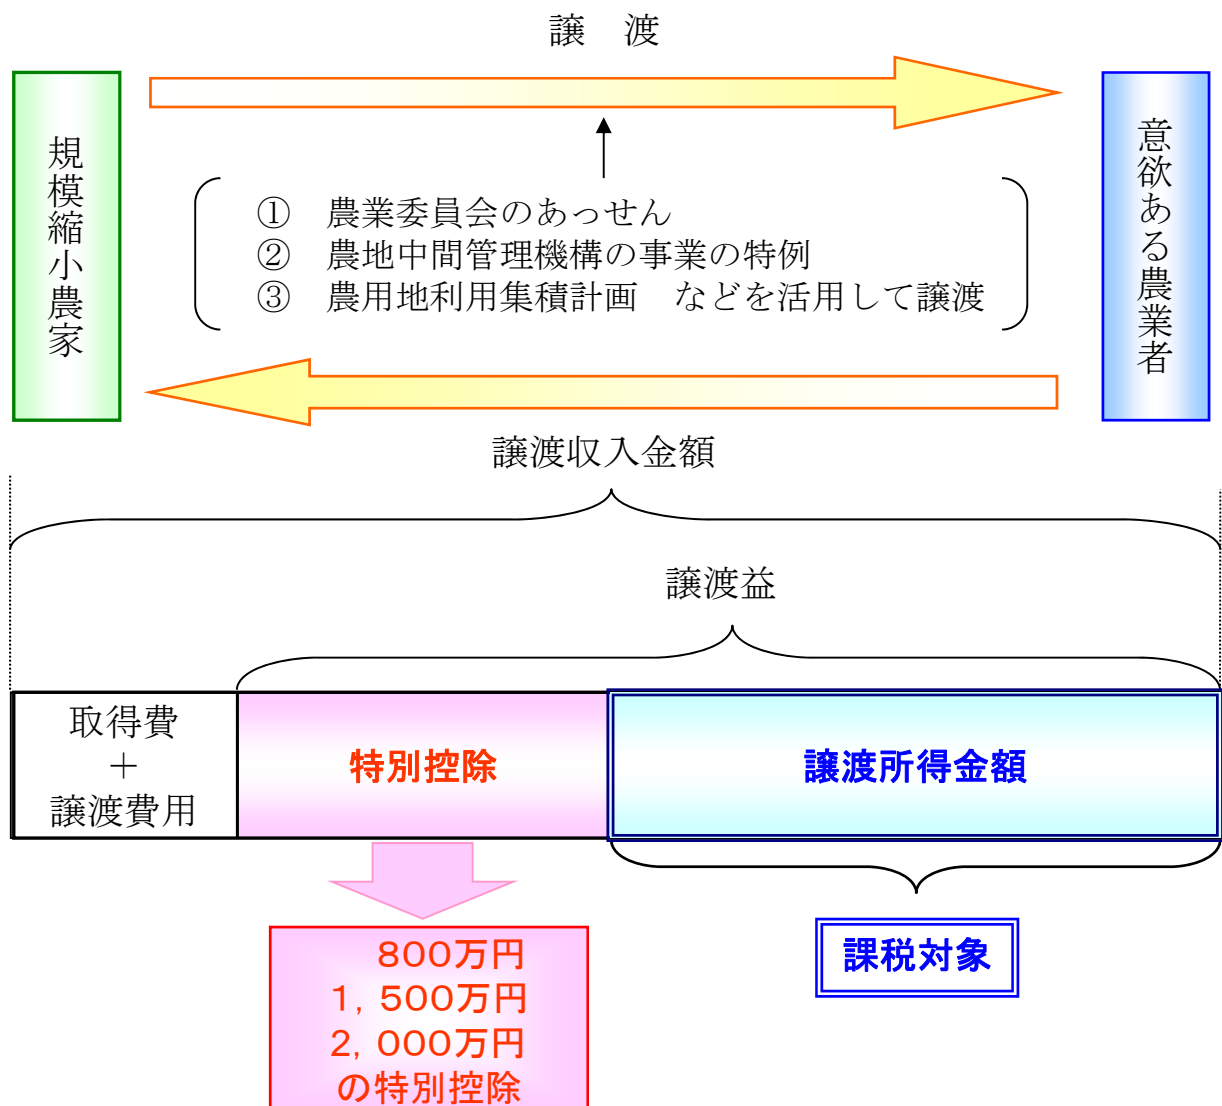 譲　渡
規模縮小農家
①　農業委員会のあっせん
②　農地中間管理機構の事業の特例
③　農用地利用集積計画　などを活用して譲渡
意欲ある農業者
譲渡収入金額
譲渡益
取得費
＋
譲渡費用
特別控除
譲渡所得金額
８００万円
１，５００万円
２，０００万円
の特別控除
課税対象